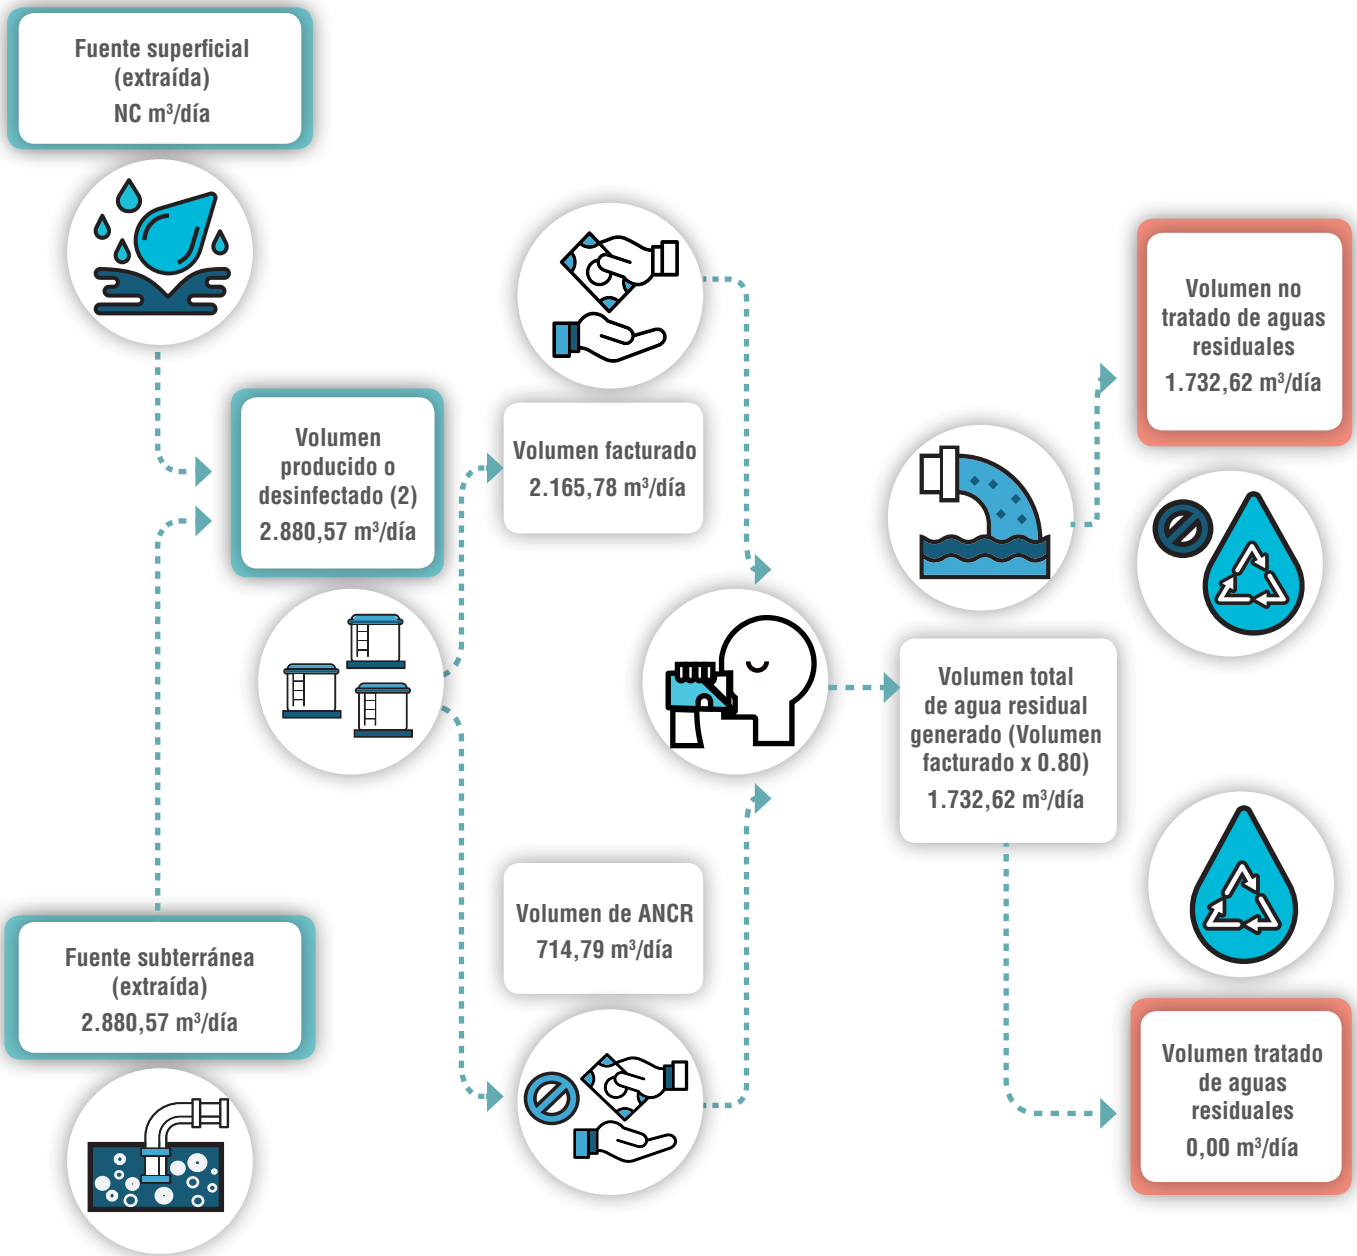 Fuente superficial
(extraída)
NC m³/día
Volumen
producido o
desinfectado (2)
2.880,57 m³/día
Fuente subterránea
(extraída)
2.880,57 m³/día
Volumen facturado
2.165,78 m³/día
Volumen de ANCR
714,79 m³/día
Volumen total
de agua residual
generado (Volumen
facturado x 0.80)
1.732,62 m³/día
Volumen no
tratado de aguas
residuales
1.732,62 m³/día
Volumen tratado
de aguas
residuales
0,00 m³/día